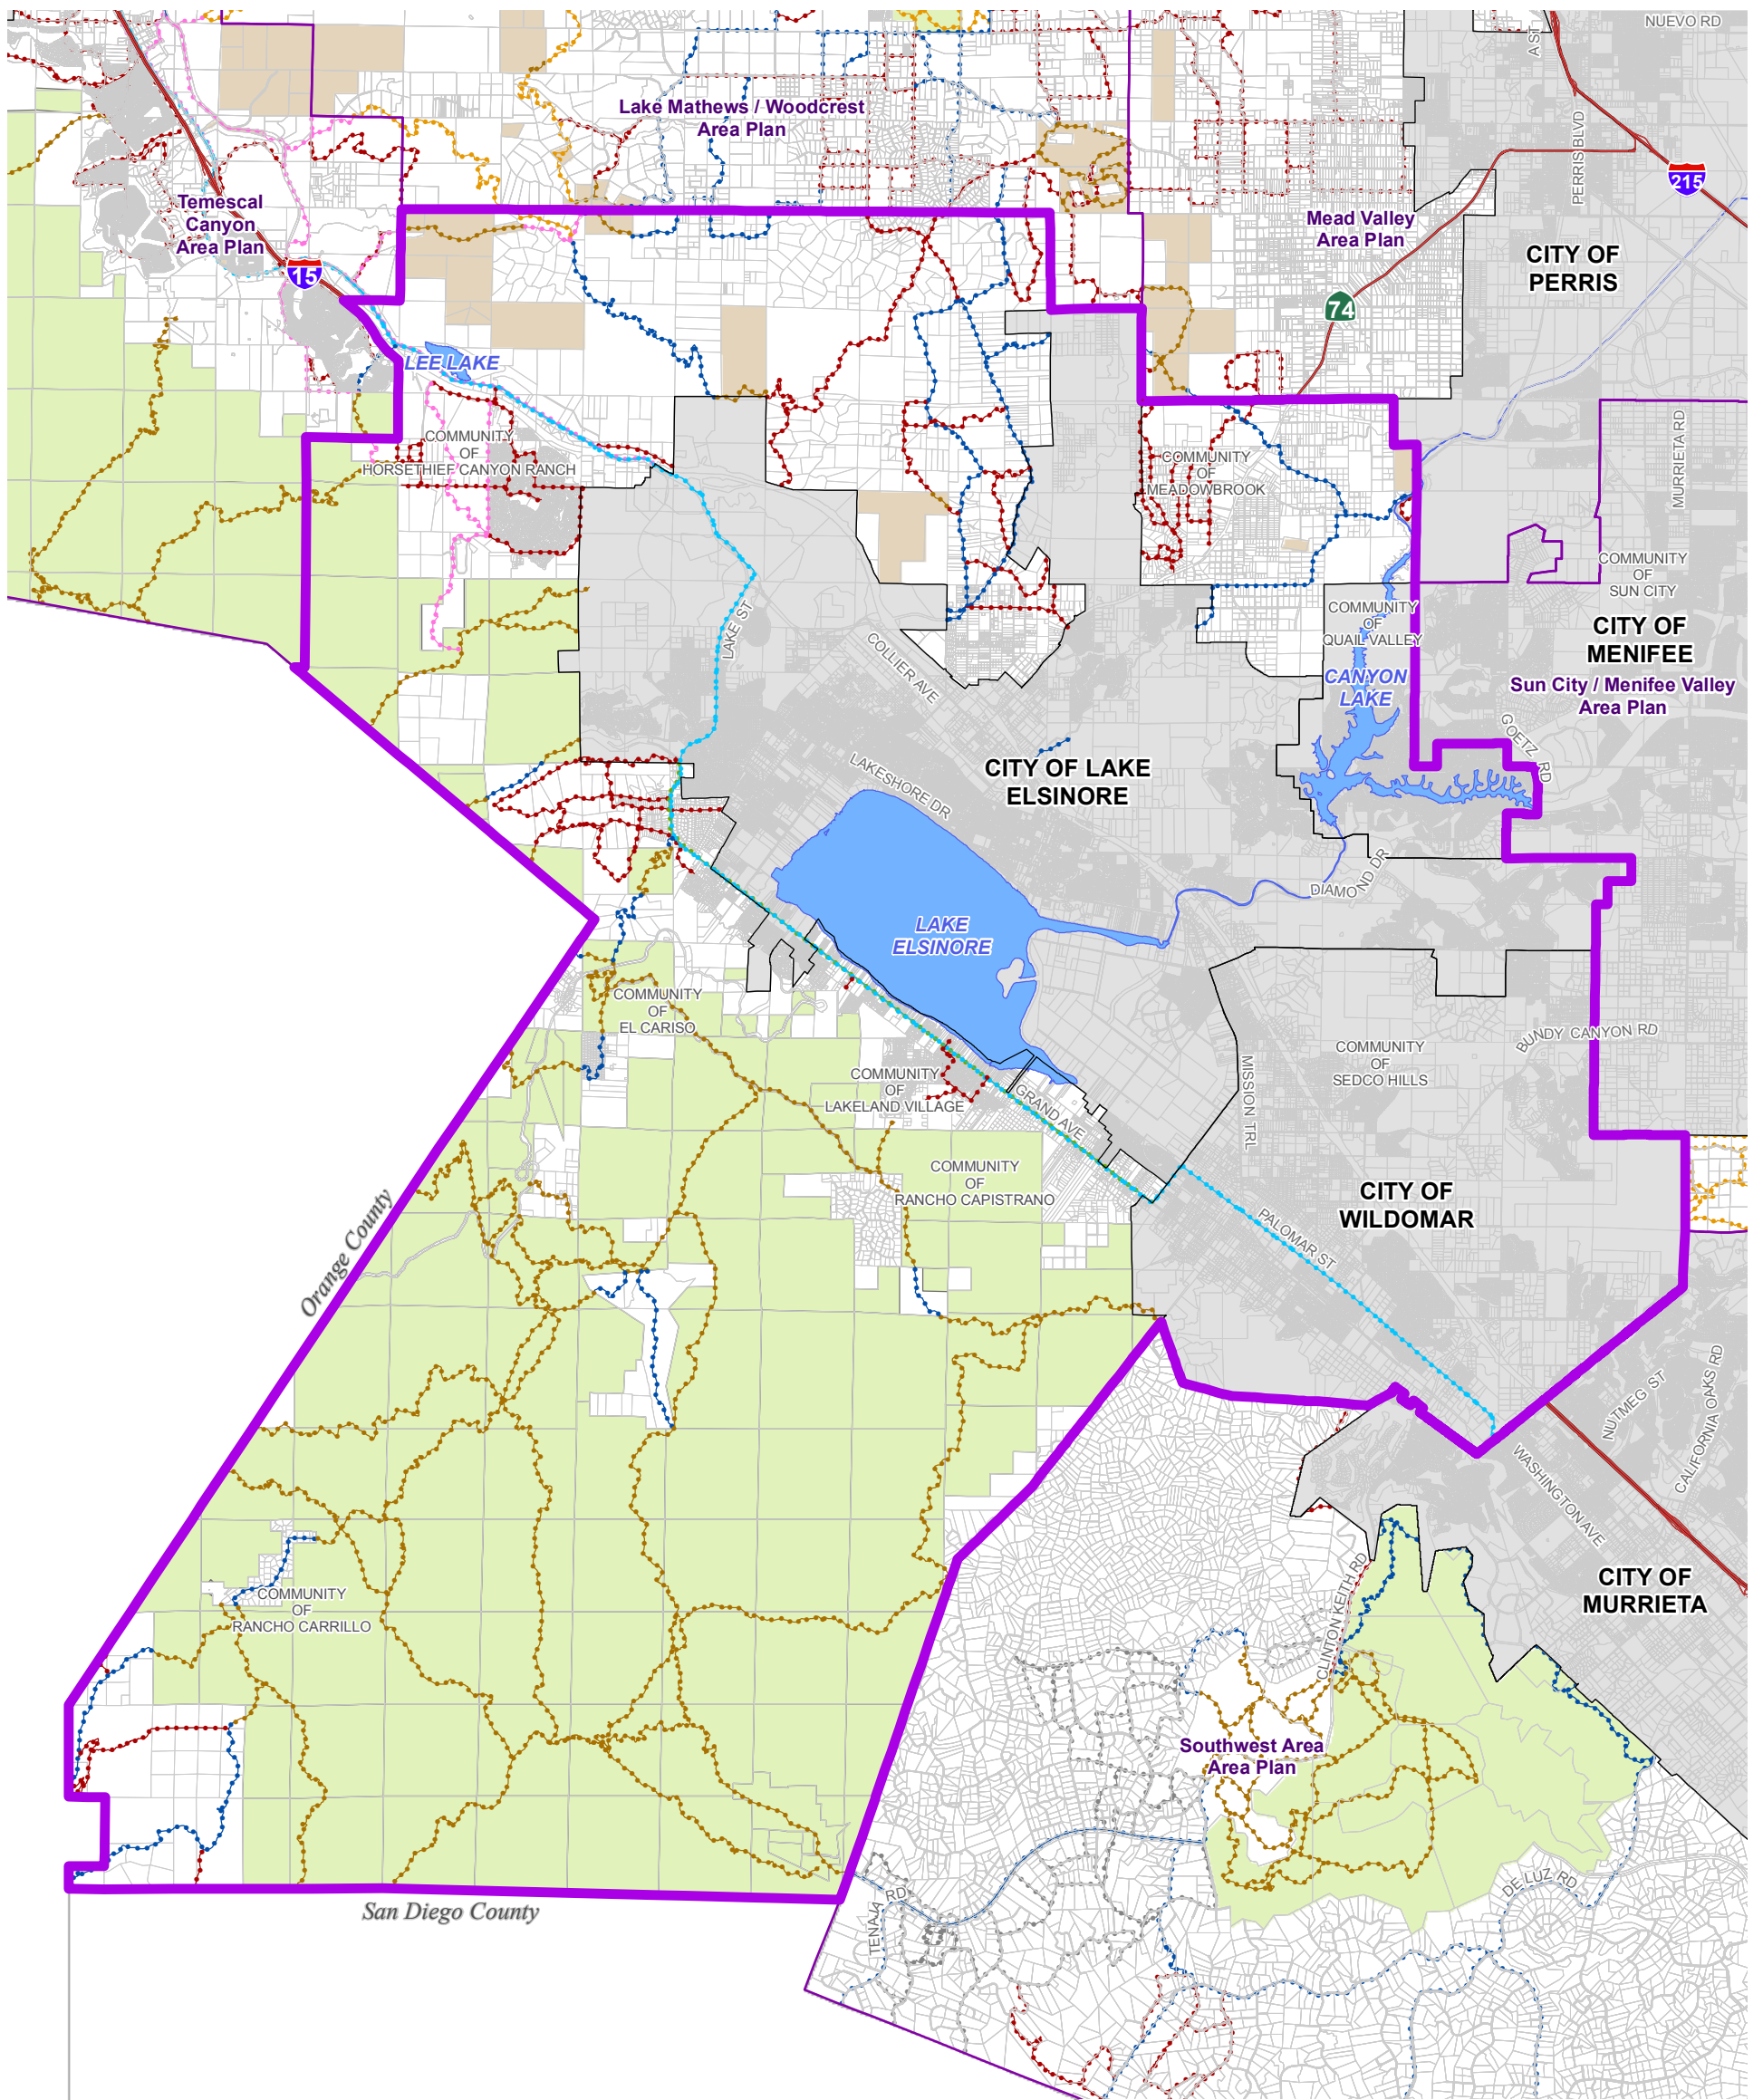 NUEVO RD
A ST
PERRIS BLVD
215
Lake Mathews / Woodcrest
Area Plan
Temescal
Canyon
Area Plan
15
Mead Valley
Area Plan
CITY OF
PERRIS
74
LEE LAKE
MURRIETA RD
COMMUNITY
OF
HORSETHIEF CANYON RANCH
COMMUNITY
OF
MEADOWBROOK
COMMUNITY
OF
SUN CITY
COMMUNITY
OF
QUAIL VALLEY
CITY OF
MENIFEE
LAKE ST
COLLIER AVE
CANYON
LAKE
Sun City / Menifee Valley
Area Plan
GOETZ RD
LAKESHORE DR
CITY OF LAKE
ELSINORE
DIAMOND DR
LAKE
ELSINORE
COMMUNITY
OF
EL CARISO
BUNDY CANYON RD
COMMUNITY
OF
SEDCO HILLS
MISSION TRL
COMMUNITY
OF
LAKELAND VILLAGE
GRAND AVE
COMMUNITY
OF
RANCHO CAPISTRANO
CITY OF
WILDOMAR
PALOMAR ST
Orange County
NUTMEG ST
CALIFORNIA OAKS RD
WASHINGTON AVE
CLINTON KEITH RD
CITY OF
MURRIETA
COMMUNITY
OF
RANCHO CARRILLO
Southwest Area
Area Plan
San Diego County
TENAJA RD
DE LUZ RD